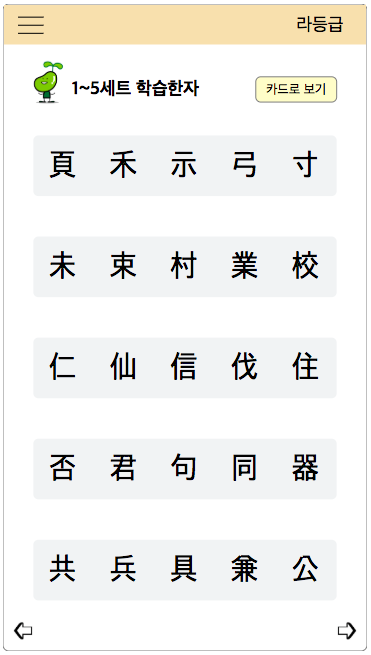 라등급
1~5세트 학습한자
카드로 보기
頁 禾 示 弓 寸
未 束 村 業 校
仁 仙 信 伐 住
否 君 句 同 器
共 兵 具 兼 公